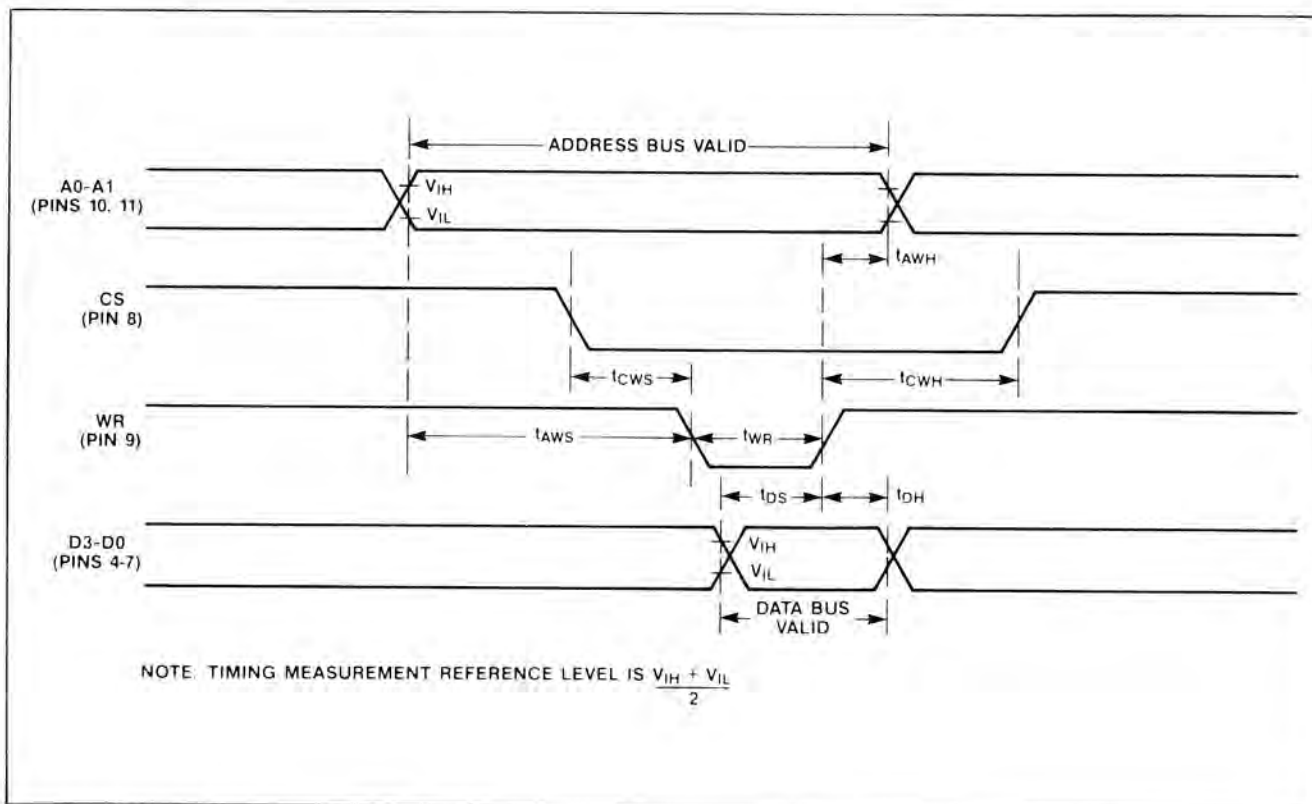 ADDRESS BUS VALID
A0-A1
(PINS 10, 11)
VIH
VIL
tAWH
CS
(PIN 8)
tCWS
tCWH
WR
(PIN 9)
tAWS
tWR
tDS
tDH
D3-D0
(PINS 4-7)
VIH
VIL
DATA BUS
VALID
NOTE: TIMING MEASUREMENT REFERENCE LEVEL IS VIH + VIL
2